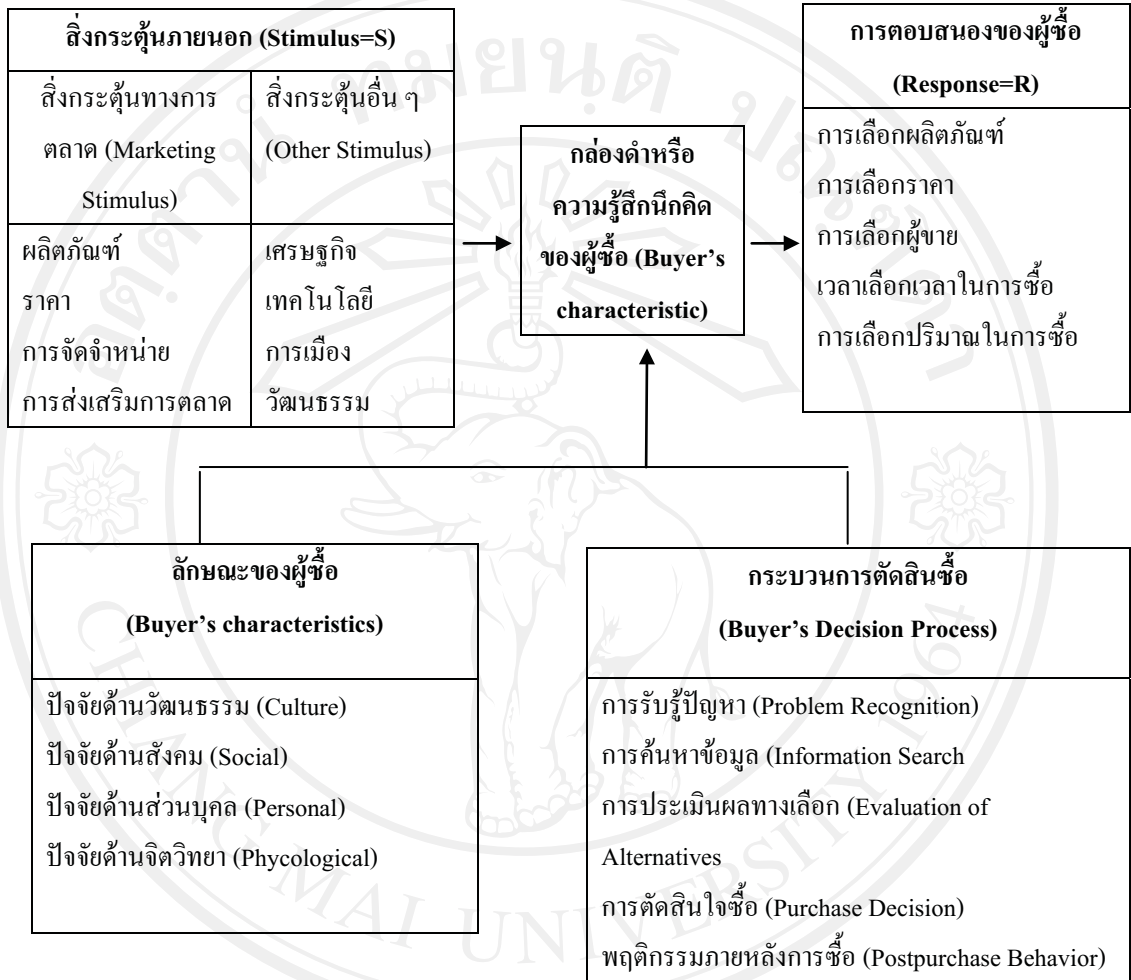 สิ่งกระตุ้นภายนอก (Stimulus=S)
สิ่งกระตุ้นทางการ
ตลาด (Marketing
Stimulus)
สิ่งกระตุ้นอื่น ๆ
(Other Stimulus)
ผลิตภัณฑ์
ราคา
การจัดจำหน่าย
การส่งเสริมการตลาด
เศรษฐกิจ
เทคโนโลยี
การเมือง
วัฒนธรรม
กล่องดำหรือ
ความรู้สึกนึกคิด
ของผู้ซื้อ (Buyer's
characteristic)
การตอบสนองของผู้ซื้อ
(Response=R)
การเลือกผลิตภัณฑ์
การเลือกราคา
การเลือกผู้ขาย
เวลาเลือกเวลาในการซื้อ
การเลือกปริมาณในการซื้อ
ลักษณะของผู้ซื้อ
(Buyer's characteristics)
ปัจจัยด้านวัฒนธรรม (Culture)
ปัจจัยด้านสังคม (Social)
ปัจจัยด้านส่วนบุคล (Personal)
ปัจจัยด้านจิตวิทยา (Phycological)
กระบวนการตัดสินซื้อ
(Buyer's Decision Process)
การรับรู้ปัญหา (Problem Recognition)
การค้นหาข้อมูล (Information Search
การประเมินผลทางเลือก (Evaluation of
Alternatives
การตัดสินใจซื้อ (Purchase Decision)
พฤติกรรมภายหลังการซื้อ (Postpurchase Behavior)
CHIANG MAI UNIVERSITY 1964